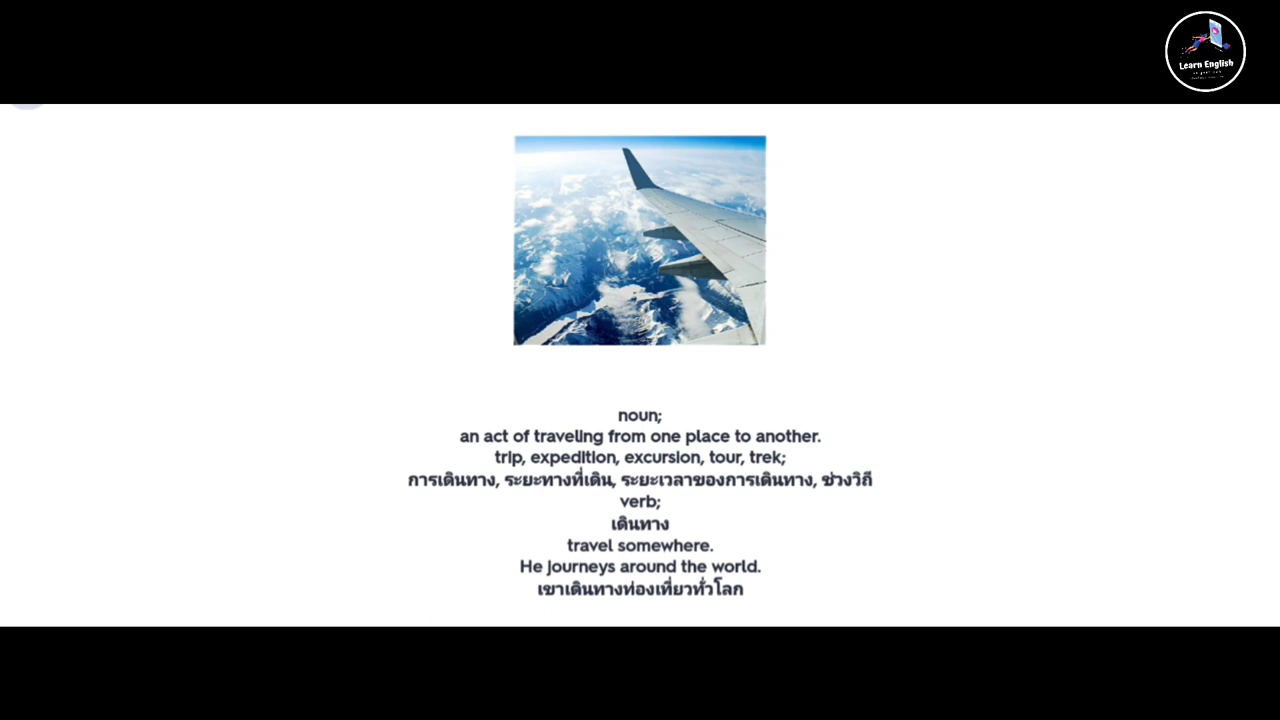 Learn English
noun;
an act of traveling from one place to another.
trip, expedition, excursion, tour, trek;
การเดินทาง, ระยะทางที่เดิน, ระยะเวลาของการเดินทาง, ช่วงวิถี
verb;
เดินทาง
travel somewhere.
He journeys around the world.
เขาเดินทางท่องเที่ยวทั่วโลก